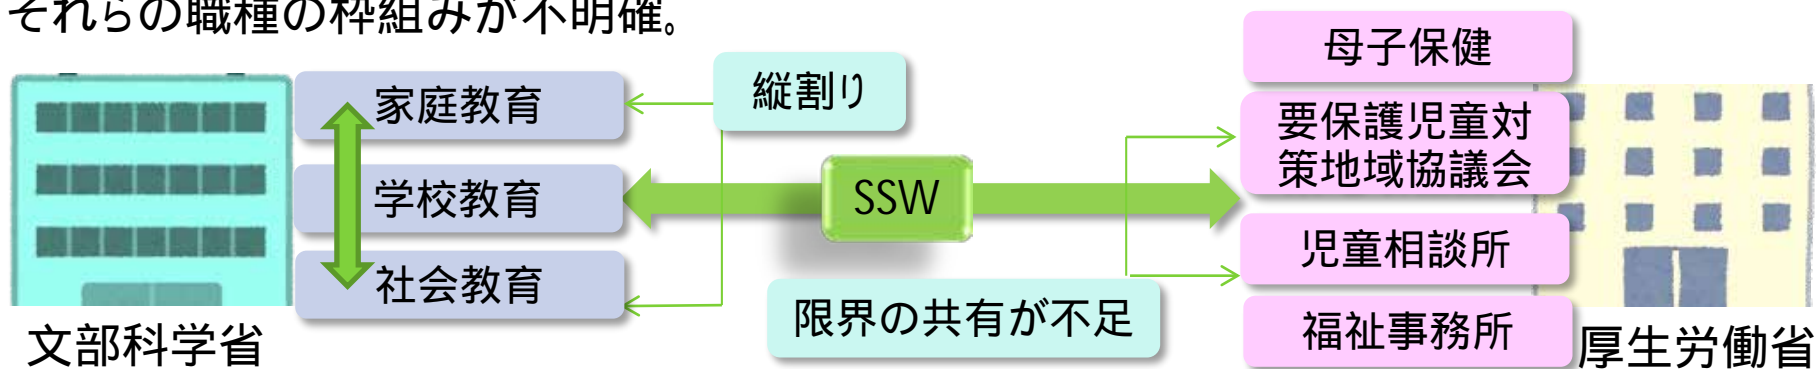 それらの職種の枠組みが不明確。
家庭教育
学校教育
社会教育
文部科学省
縦割り
SSW
限界の共有が不足
母子保健
要保護児童対
策地域協議会
児童相談所
福祉事務所
厚生労働省